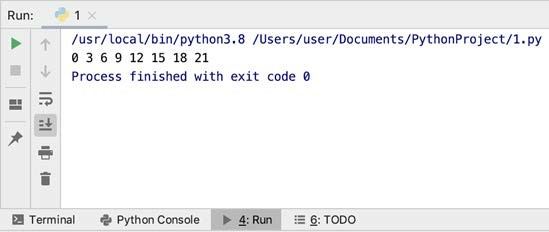 Run: 1
/usr/local/bin/python3.8 /Users/user/Documents/PythonProject/1.py
0 3 6 9 12 15 18 21
Process finished with exit code 0
Terminal Python Console 4: Run 6: TODO